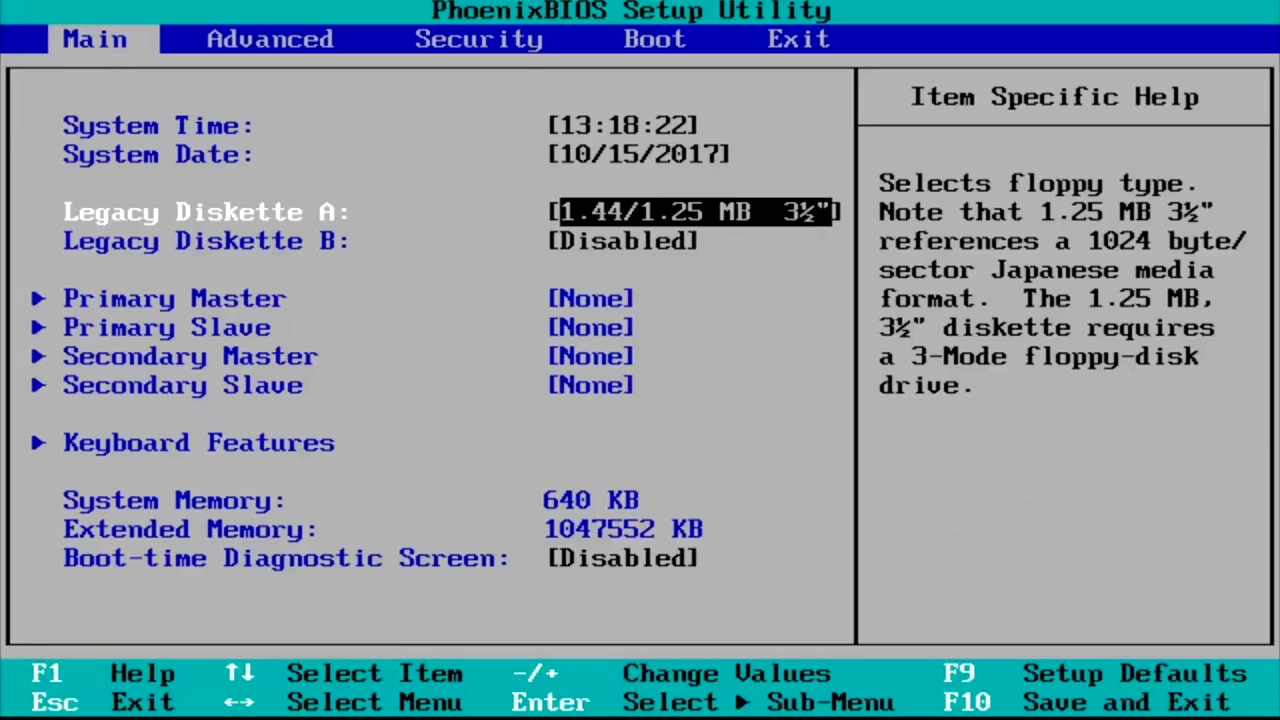 PhoenixBIOS Setup Utility
Main Advanced Security Boot Exit
System Time: [13:18:22]
System Date: [10/15/2017]
Legacy Diskette A: [1.44/1.25 MB 3½"]
Legacy Diskette B: [Disabled]
▶ Primary Master [None]
▶ Primary Slave [None]
▶ Secondary Master [None]
▶ Secondary Slave [None]
▶ Keyboard Features
System Memory: 640 KB
Extended Memory: 1047552 KB
Boot-time Diagnostic Screen: [Disabled]
Item Specific Help
Selects floppy type.
Note that 1.25 MB 3½"
references a 1024 byte/
sector Japanese media
format. The 1.25 MB,
3½" diskette requires
a 3-Mode floppy-disk
drive.
F1 Help ↑↓ Select Item -/+ Change Values F9 Setup Defaults
Esc Exit ↔ Select Menu Enter Select ▶ Sub-Menu F10 Save and Exit